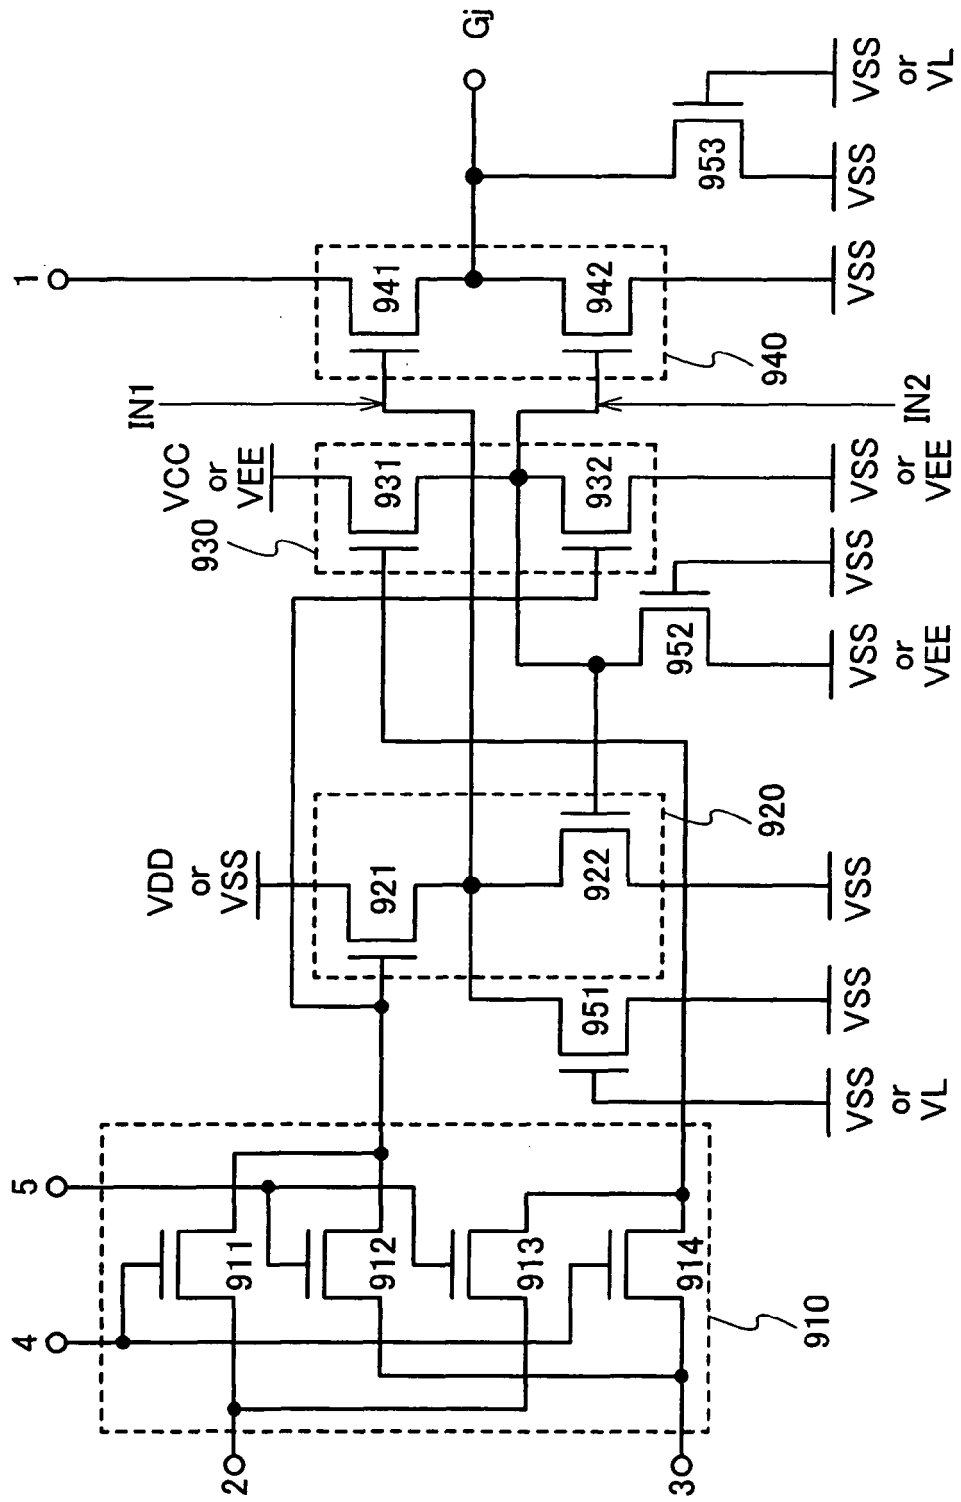 2
3
4
5
911
912
913
914
910
VDD
or
VSS
921
922
920
951
VSS
or
VL
VSS
VSS
VCC
or
VEE
930
931
932
952
VSS
or
VEE
VSS
VSS
or
VEE
IN1
IN2
1
941
942
940
VSS
953
VSS
VSS
or
VL
Gj